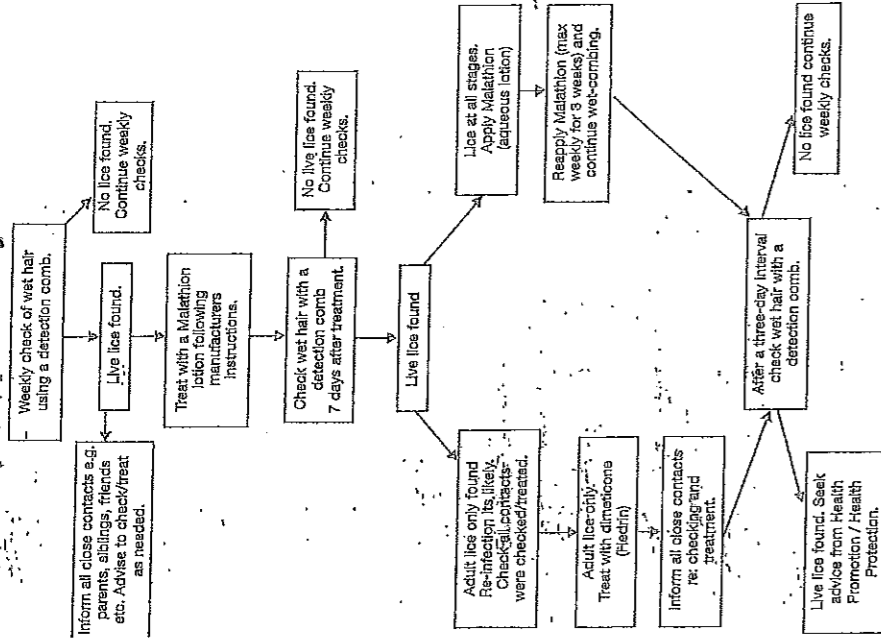 Weekly check of wet hair
using a detection comb.
No lice found.
Continue weekly
checks.
Live lice found.
Inform all close contacts e.g.
parents, siblings, friends
etc. Advise to check/treat
as needed.
Treat with a Malathion
lotion following
manufacturers
instructions.
Check wet hair with a
detection comb
7 days after treatment.
No live lice found.
Continue weekly
checks.
Live lice found
Adult lice only found
Re-infection its likely.
Check all contacts
were checked/treated.
Lice at all stages.
Apply Malathion
(aqueous lotion)
Adult lice only.
Treat with dimeticone
(Hedrin)
Reapply Malathion (max
weekly for 3 weeks) and
continue wet-combing.
Inform all close contacts
re: checking and
treatment.
After a three-day interval
check wet hair with a
detection comb.
Live lice found. Seek
advice from Health
Promotion / Health
Protection.
No lice found continue
weekly checks.